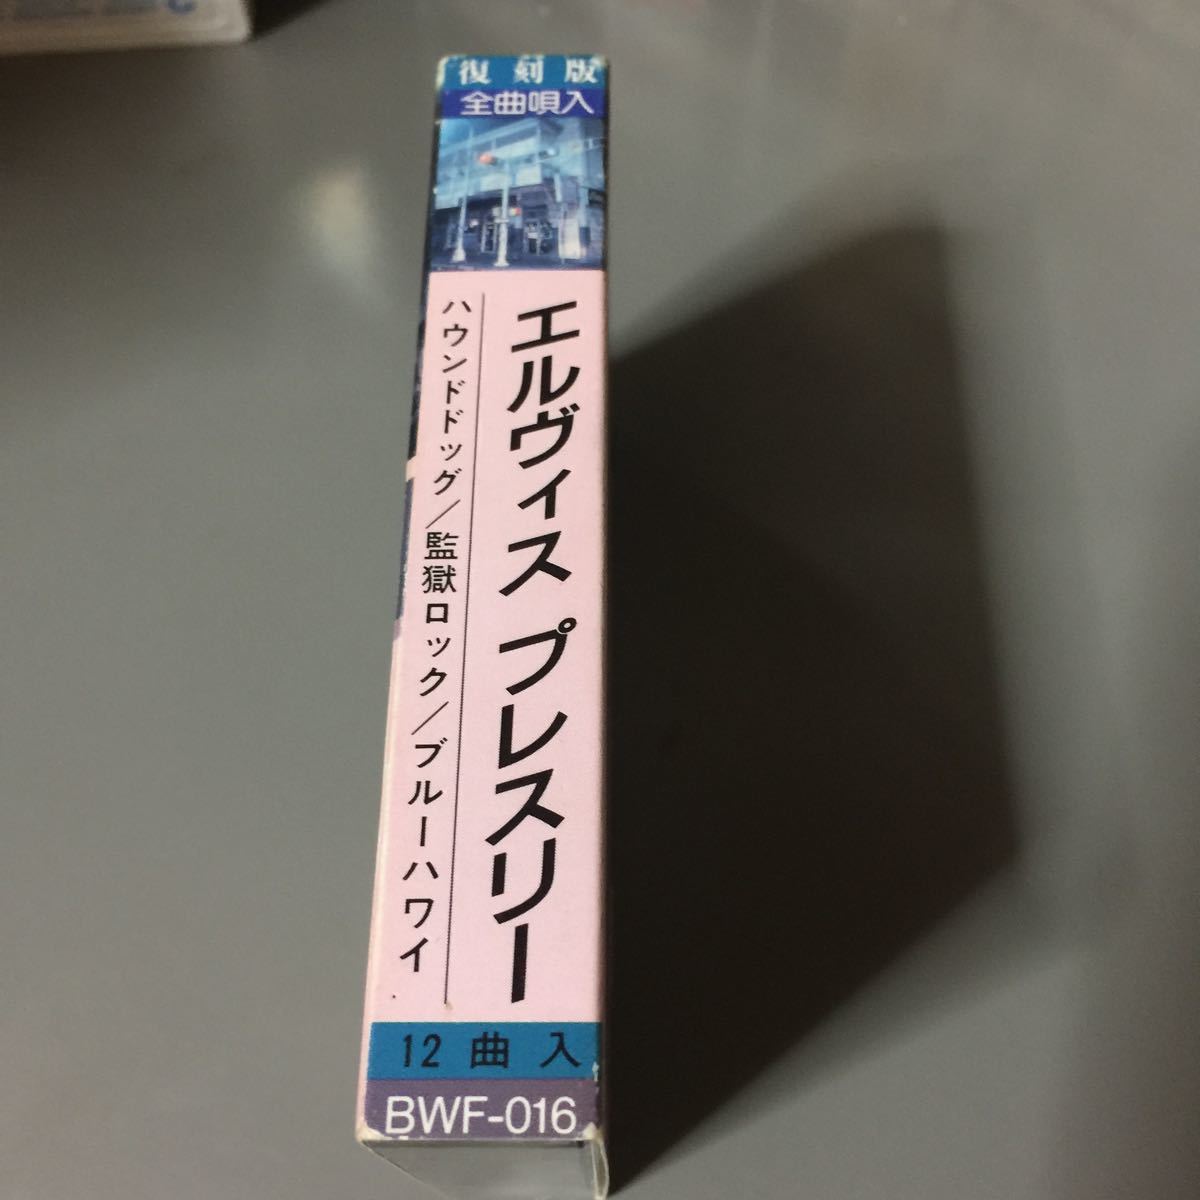 復刻版
全曲唄入
エルヴィス プレスリー
ハウンドドッグ/監獄ロック/ブルーハワイ
12曲入
BWF-016